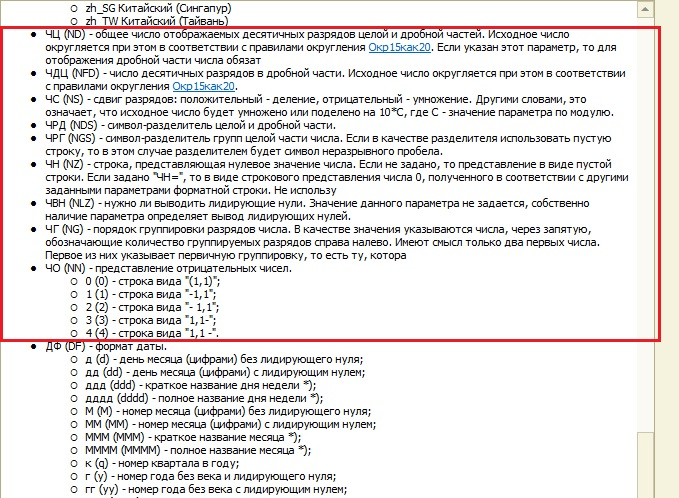 ○ zh_SG Китайский (Сингапур)
○ zh_TW Китайский (Тайвань)
● ЧЦ (ND) - общее число отображаемых десятичных разрядов целой и дробной частей. Исходное число
округляется при этом в соответствии с правилами округления Окр15как20. Если указан этот параметр, то для
отображения дробной части числа обязат
● ЧДЦ (NFD) - число десятичных разрядов в дробной части. Исходное число округляется при этом в соответствии
с правилами округления Окр15как20.
● ЧС (NS) - сдвиг разрядов: положительный - деление, отрицательный - умножение. Другими словами, это
означает, что исходное число будет умножено или поделено на 10*С, где С - значение параметра по модулю.
● ЧРД (NDS) - символ-разделитель целой и дробной части.
● ЧРГ (NGS) - символ-разделитель групп целой части числа. Если в качестве разделителя использовать пустую
строку, то в этом случае разделителем будет символ неразрывного пробела.
● ЧН (NZ) - строка, представляющая нулевое значение числа. Если не задано, то представление в виде пустой
строки. Если задано "ЧН=", то в виде строкового представления числа 0, полученного в соответствии с другими
заданными параметрами форматной строки. Не использу
● ЧВН (NLZ) - нужно ли выводить лидирующие нули. Значение данного параметра не задается, собственно
наличие параметра определяет вывод лидирующих нулей.
● ЧГ (NG) - порядок группировки разрядов числа. В качестве значения указываются числа, через запятую,
обозначающие количество группируемых разрядов справа налево. Имеют смысл только два первых числа.
Первое из них указывает первичную группировку, то есть ту, котора
● ЧО (NN) - представление отрицательных чисел.
○ 0 (0) - строка вида "(1,1)";
○ 1 (1) - строка вида "-1,1";
○ 2 (2) - строка вида "- 1,1";
○ 3 (3) - строка вида "1,1-";
○ 4 (4) - строка вида "1,1 -".
● ДФ (DF) - формат даты.
○ д (d) - день месяца (цифрами) без лидирующего нуля;
○ дд (dd) - день месяца (цифрами) с лидирующим нулем;
○ ддд (ddd) - краткое название дня недели *);
○ дддд (dddd) - полное название дня недели *);
○ М (M) - номер месяца (цифрами) без лидирующего нуля;
○ ММ (MM) - номер месяца (цифрами) с лидирующим нулем;
○ МММ (MMM) - краткое название месяца *);
○ ММММ (MMMM) - полное название месяца *);
○ к (q) - номер квартала в году;
○ г (y) - номер года без века и лидирующего нуля;
○ гг (yy) - номер года без века с лидирующим нулем;